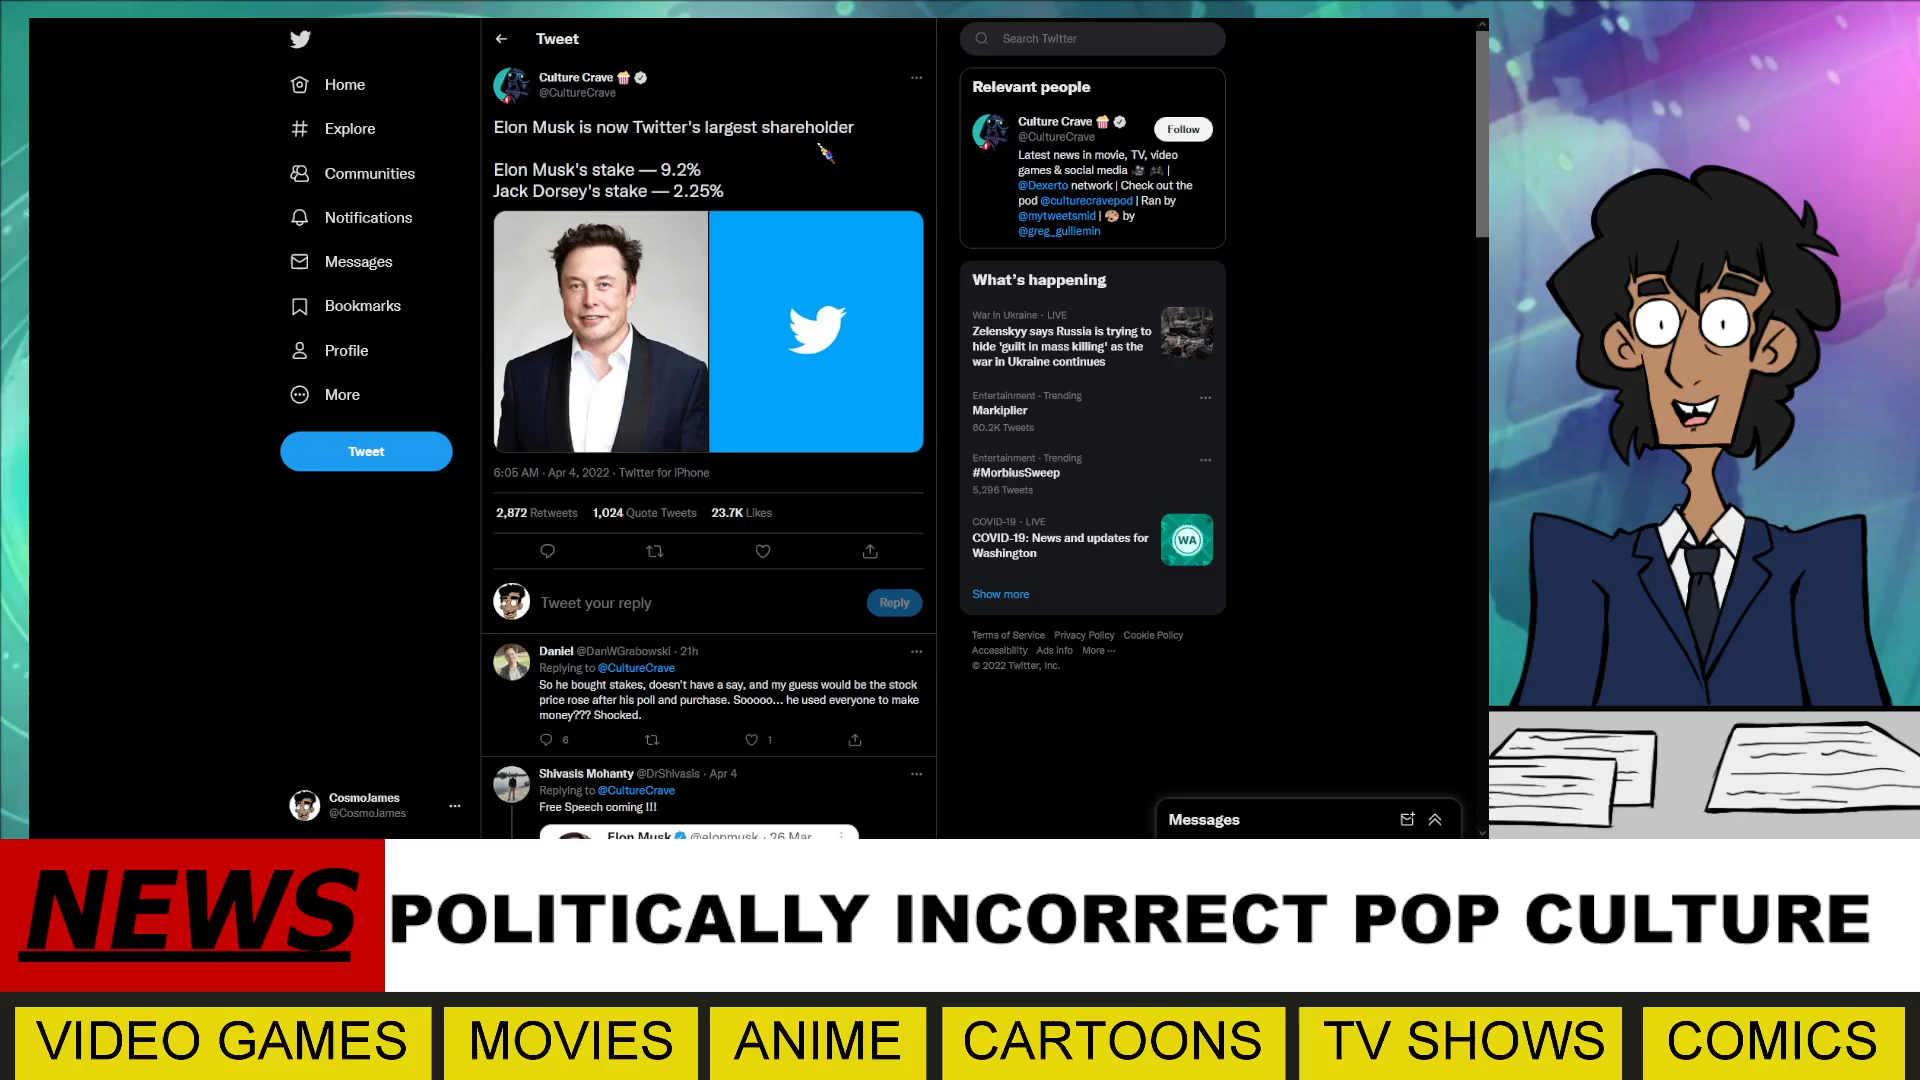 Home
Explore
Communities
Notifications
Messages
Bookmarks
Profile
More
Tweet
CosmoJames
@CosmoJames
Tweet
Culture Crave
@CultureCrave
Elon Musk is now Twitter's largest shareholder
Elon Musk's stake — 9.2%
Jack Dorsey's stake — 2.25%
6:05 AM · Apr 4, 2022 · Twitter for iPhone
2,872 Retweets 1,024 Quote Tweets 23.7K Likes
Tweet your reply
Reply
Daniel @DanWGrabowski · 21h
Replying to @CultureCrave
So he bought stakes, doesn't have a say, and my guess would be the stock
price rose after his poll and purchase. Sooooo... he used everyone to make
money??? Shocked.
6
1
Shivasis Mohanty @DrShivasis · Apr 4
Replying to @CultureCrave
Free Speech coming !!!
Elon Musk @elonmusk · 26 Mar
Search Twitter
Relevant people
Culture Crave
@CultureCrave
Follow
Latest news in movie, TV, video
games & social media |
@Dexerto network | Check out the
pod @culturecravepod | Ran by
@mytweetsmid | by
@greg_guillemin
What's happening
War in Ukraine · LIVE
Zelenskyy says Russia is trying to
hide 'guilt in mass killing' as the
war in Ukraine continues
Entertainment · Trending
Markiplier
60.2K Tweets
Entertainment · Trending
#MorbiusSweep
5,296 Tweets
COVID-19 · LIVE
COVID-19: News and updates for
Washington
WA
Show more
Terms of Service Privacy Policy Cookie Policy
Accessibility Ads info More ···
© 2022 Twitter, Inc.
Messages
NEWS
POLITICALLY INCORRECT POP CULTURE
VIDEO GAMES
MOVIES
ANIME
CARTOONS
TV SHOWS
COMICS